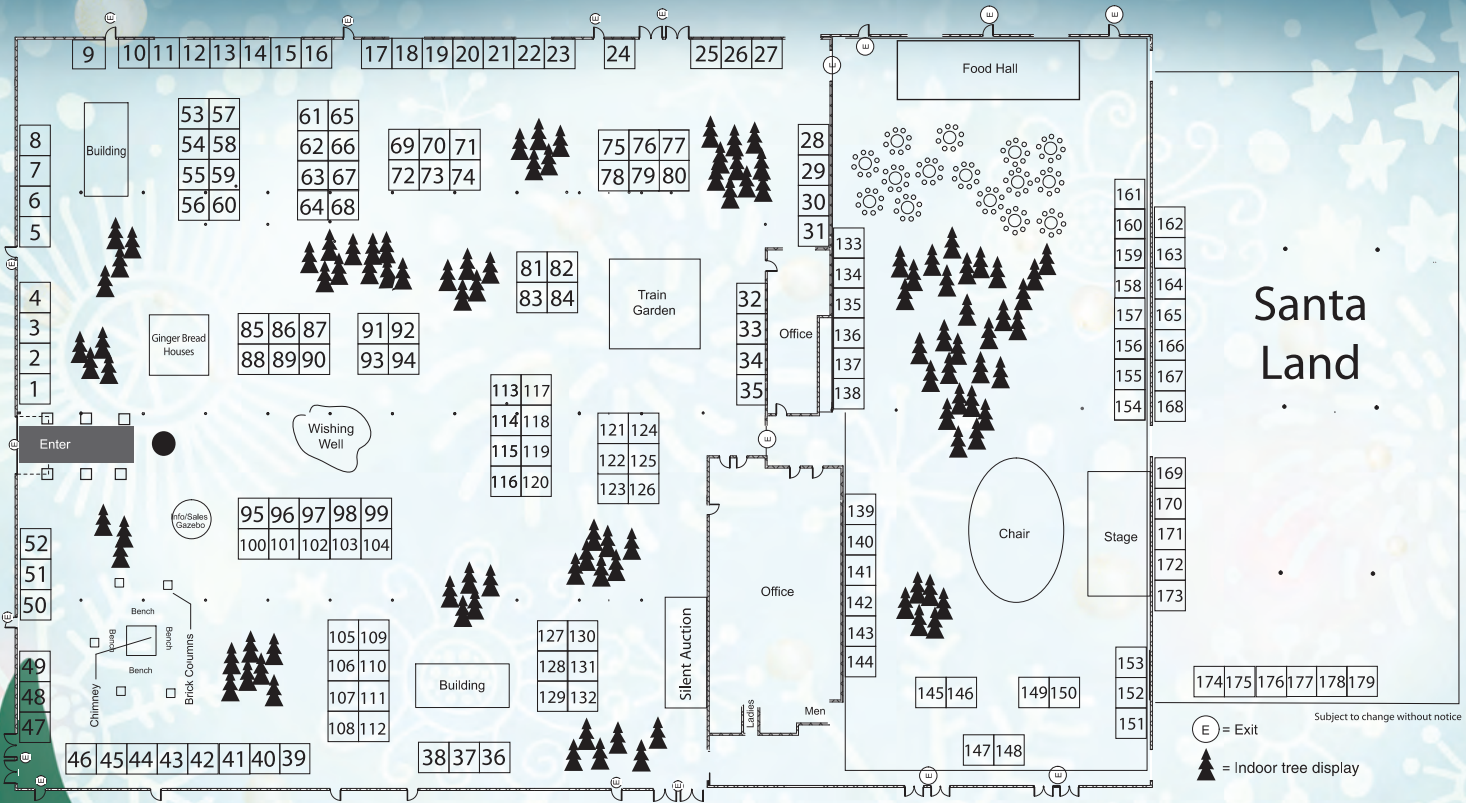 E E E E E E
9 10 11 12 13 14 15 16 17 18 19 20 21 22 23 24 25 26 27
E E
Food Hall
8
7
6
5
E
4
3
2
1
Building
53 57
54 58
55 59
56 60
61 65
62 66
63 67
64 68
69 70 71
72 73 74
75 76 77
78 79 80
28
29
30
31
133
134
135
136
137
138
161
160
159
158
157
156
155
154
162
163
164
165
166
167
168
Santa
Land
81 82
83 84
Train
Garden
32
33
34
35
Office
Ginger Bread
Houses
85 86 87
88 89 90
91 92
93 94
113 117
114 118
115 119
116 120
121 124
122 125
123 126
E
Enter
E
Wishing
Well
Info/Sales
Gazebo
95 96 97 98 99
100 101 102 103 104
52
51
50
E
49
48
47
Bench
Bench
Bench
Bench
Chimney
Brick Columns
105 109
106 110
107 111
108 112
Building
127 130
128 131
129 132
Silent Auction
Office
Ladies
Men
139
140
141
142
143
144
Chair
Stage
169
170
171
172
173
145 146
149 150
147 148
153
152
151
174 175 176 177 178 179
46 45 44 43 42 41 40 39
38 37 36
E E E E E E
Subject to change without notice
E = Exit
= Indoor tree display